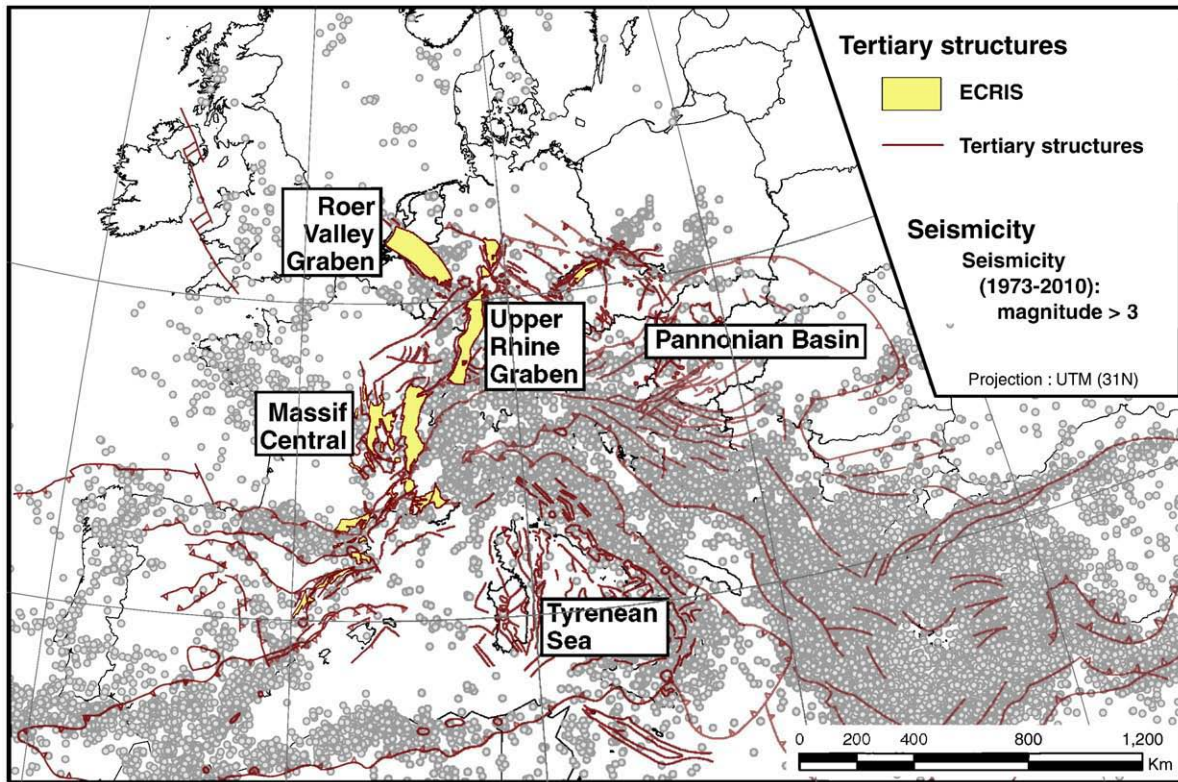 Tertiary structures
ECRIS
Tertiary structures
Seismicity
Seismicity
(1973-2010):
magnitude > 3
Projection : UTM (31N)
Roer
Valley
Graben
Upper
Rhine
Graben
Pannonian Basin
Massif
Central
Tyrenean
Sea
0 200 400 800 1,200
Km